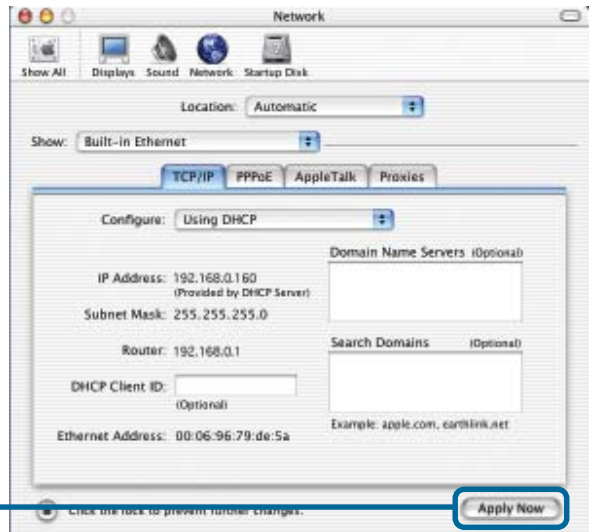 Network
Show All Displays Sound Network Startup Disk
Location: Automatic
Show: Built-in Ethernet
TCP/IP PPPoE AppleTalk Proxies
Configure: Using DHCP
Domain Name Servers (Optional)
IP Address: 192.168.0.160
(Provided by DHCP Server)
Subnet Mask: 255.255.255.0
Router: 192.168.0.1
Search Domains (Optional)
DHCP Client ID:
(Optional)
Example: apple.com, earthlink.net
Ethernet Address: 00:06:96:79:de:5a
Click the lock to prevent further changes.
Apply Now